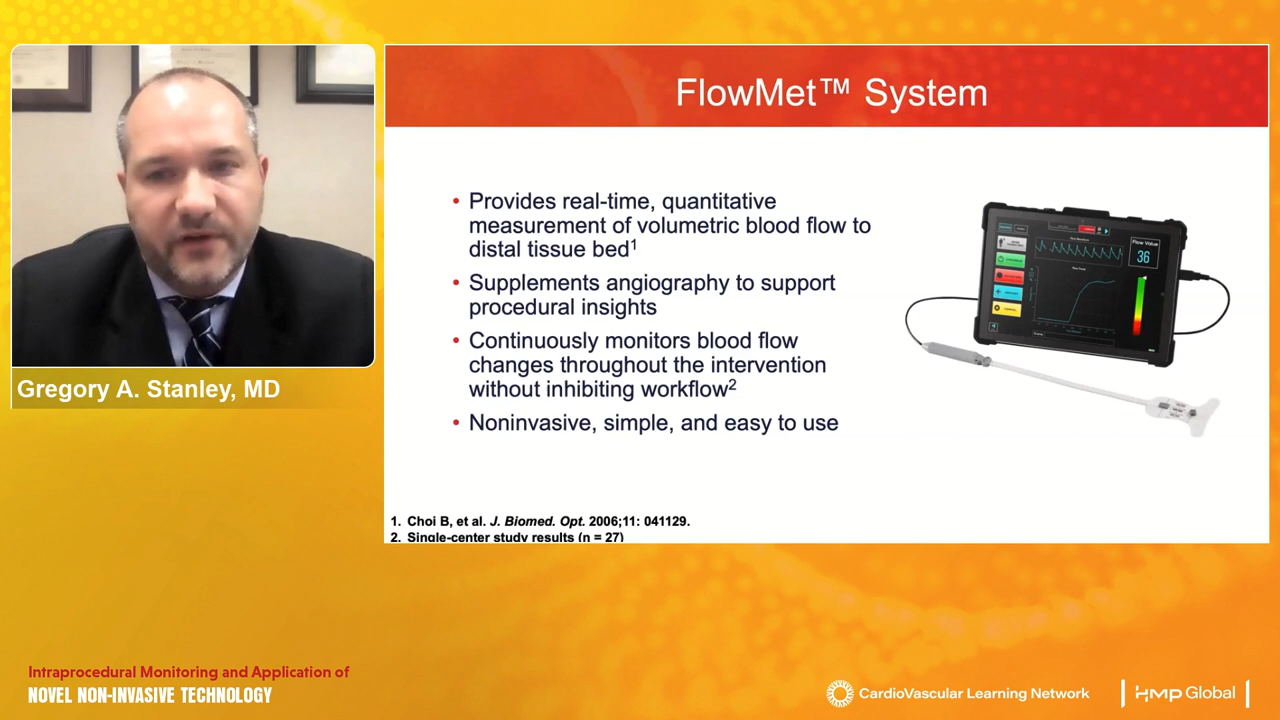 FlowMet™ System
• Provides real-time, quantitative
measurement of volumetric blood flow to
distal tissue bed¹
• Supplements angiography to support
procedural insights
• Continuously monitors blood flow
changes throughout the intervention
without inhibiting workflow²
• Noninvasive, simple, and easy to use
Flow Value
36
1. Choi B, et al. J. Biomed. Opt. 2006;11: 041129.
2. Single-center study results (n = 27)
Gregory A. Stanley, MD
Intraprocedural Monitoring and Application of
NOVEL NON-INVASIVE TECHNOLOGY
CardioVascular Learning Network
HMP Global